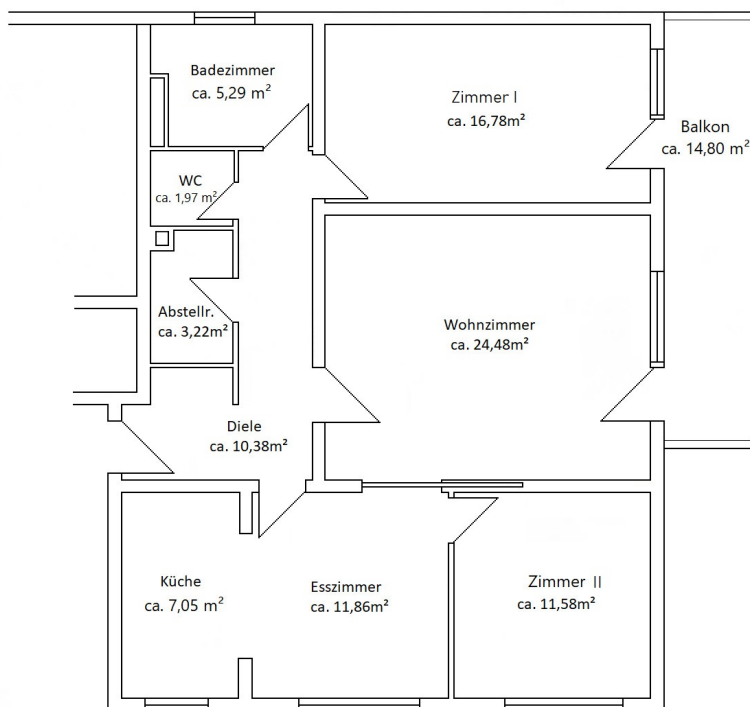 Badezimmer
ca. 5,29 m²
Zimmer I
ca. 16,78m²
Balkon
ca. 14,80 m²
WC
ca. 1,97 m²
Abstellr.
ca. 3,22m²
Wohnzimmer
ca. 24,48m²
Diele
ca. 10,38m²
Küche
ca. 7,05 m²
Esszimmer
ca. 11,86m²
Zimmer II
ca. 11,58m²